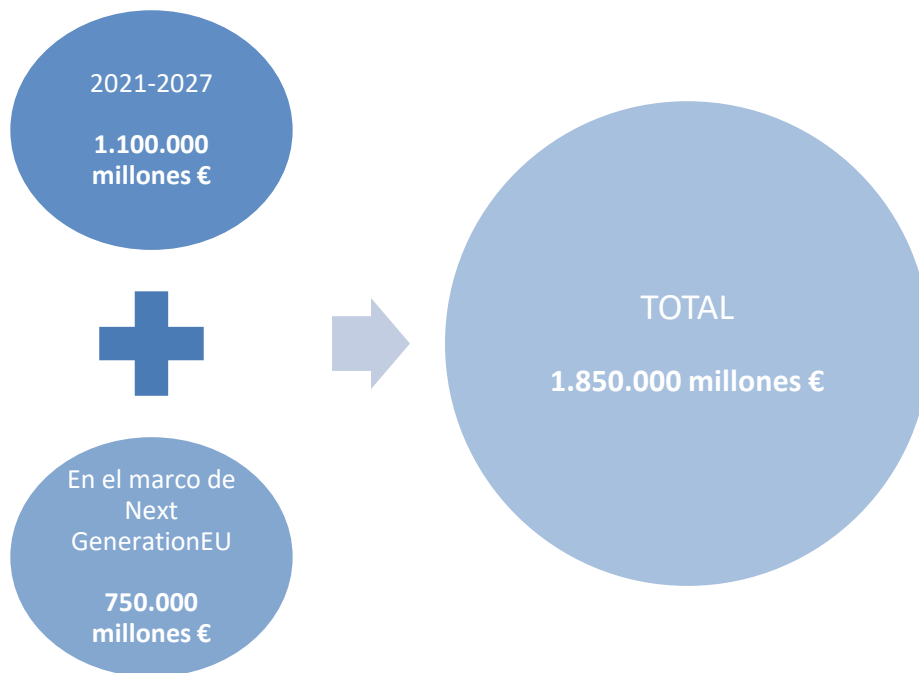 2021-2027
1.100.000
millones €
En el marco de
Next
GenerationEU
750.000
millones €
TOTAL
1.850.000 millones €